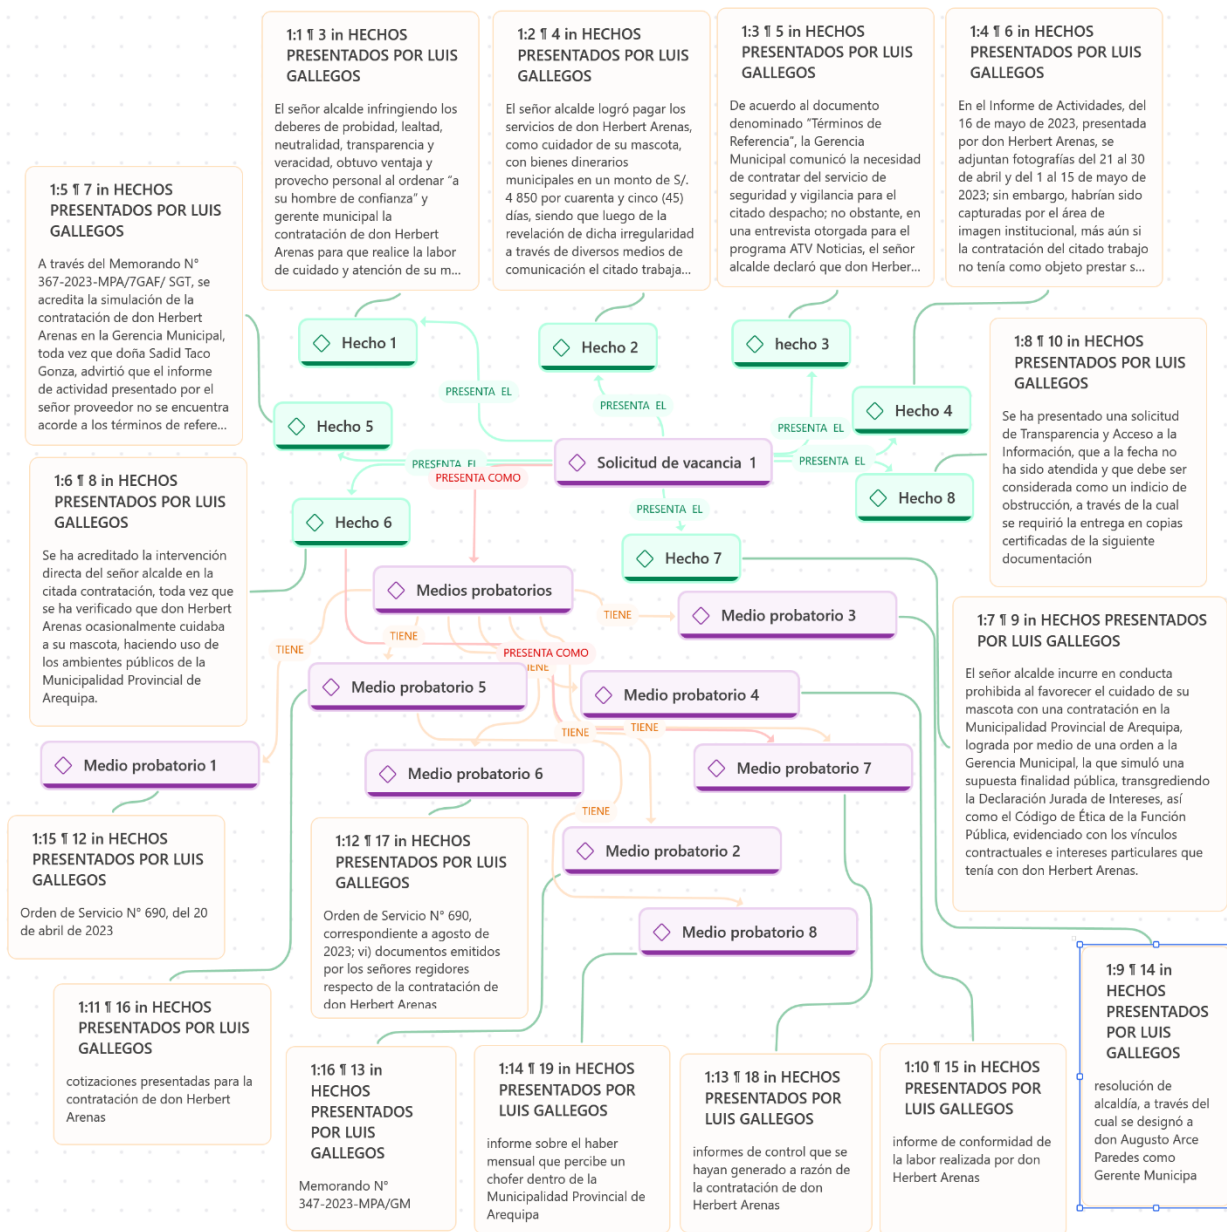 1:1 ¶ 3 in HECHOS
PRESENTADOS POR LUIS
GALLEGOS
El señor alcalde infringiendo los
deberes de probidad, lealtad,
neutralidad, transparencia y
veracidad, obtuvo ventaja y
provecho personal al ordenar “a
su hombre de confianza” y
gerente municipal la
contratación de don Herbert
Arenas para que realice la labor
de cuidado y atención de su m...
1:2 ¶ 4 in HECHOS
PRESENTADOS POR LUIS
GALLEGOS
El señor alcalde logró pagar los
servicios de don Herbert Arenas,
como cuidador de su mascota,
con bienes dinerarios
municipales en un monto de S/.
4 850 por cuarenta y cinco (45)
días, siendo que luego de la
revelación de dicha irregularidad
a través de diversos medios de
comunicación el citado trabaja...
1:3 ¶ 5 in HECHOS
PRESENTADOS POR LUIS
GALLEGOS
De acuerdo al documento
denominado “Términos de
Referencia”, la Gerencia
Municipal comunicó la necesidad
de contratar del servicio de
seguridad y vigilancia para el
citado despacho; no obstante, en
una entrevista otorgada para el
programa ATV Noticias, el señor
alcalde declaró que don Herber...
1:4 ¶ 6 in HECHOS
PRESENTADOS POR LUIS
GALLEGOS
En el Informe de Actividades, del
16 de mayo de 2023, presentada
por don Herbert Arenas, se
adjuntan fotografías del 21 al 30
de abril y del 1 al 15 de mayo de
2023; sin embargo, habrían sido
capturadas por el área de
imagen institucional, más aún si
la contratación del citado trabajo
no tenía como objeto prestar s...
1:5 ¶ 7 in HECHOS
PRESENTADOS POR LUIS
GALLEGOS
A través del Memorando N°
367-2023-MPA/7GAF/ SGT, se
acredita la simulación de la
contratación de don Herbert
Arenas en la Gerencia Municipal,
toda vez que doña Sadid Taco
Gonza, advirtió que el informe
de actividad presentado por el
señor proveedor no se encuentra
acorde a los términos de refere...
Hecho 1
Hecho 2
hecho 3
Hecho 4
Hecho 5
PRESENTA EL
PRESENTA EL
PRESENTA EL
Solicitud de vacancia 1
PRESENTA EL
PRESENTA EL
PRESENTA COMO
PRESENTA EL
Hecho 6
Hecho 7
Hecho 8
1:8 ¶ 10 in HECHOS
PRESENTADOS POR LUIS
GALLEGOS
Se ha presentado una solicitud
de Transparencia y Acceso a la
Información, que a la fecha no
ha sido atendida y que debe ser
considerada como un indicio de
obstrucción, a través de la cual
se requirió la entrega en copias
certificadas de la siguiente
documentación
1:6 ¶ 8 in HECHOS
PRESENTADOS POR LUIS
GALLEGOS
Se ha acreditado la intervención
directa del señor alcalde en la
citada contratación, toda vez que
se ha verificado que don Herbert
Arenas ocasionalmente cuidaba
a su mascota, haciendo uso de
los ambientes públicos de la
Municipalidad Provincial de
Arequipa.
Medios probatorios
TIENE
Medio probatorio 3
TIENE
TIENE
PRESENTA COMO
TIENE
Medio probatorio 5
Medio probatorio 4
TIENE
TIENE
Medio probatorio 1
Medio probatorio 6
Medio probatorio 7
TIENE
Medio probatorio 2
Medio probatorio 8
1:7 ¶ 9 in HECHOS PRESENTADOS
POR LUIS GALLEGOS
El señor alcalde incurre en conducta
prohibida al favorecer el cuidado de su
mascota con una contratación en la
Municipalidad Provincial de Arequipa,
lograda por medio de una orden a la
Gerencia Municipal, la que simuló una
supuesta finalidad pública, transgrediendo
la Declaración Jurada de Intereses, así
como el Código de Ética de la Función
Pública, evidenciado con los vínculos
contractuales e intereses particulares que
tenía con don Herbert Arenas.
1:15 ¶ 12 in HECHOS
PRESENTADOS POR LUIS
GALLEGOS
Orden de Servicio N° 690, del 20
de abril de 2023
1:12 ¶ 17 in HECHOS
PRESENTADOS POR LUIS
GALLEGOS
Orden de Servicio N° 690,
correspondiente a agosto de
2023; vi) documentos emitidos
por los señores regidores
respecto de la contratación de
don Herbert Arenas
1:11 ¶ 16 in HECHOS
PRESENTADOS POR LUIS
GALLEGOS
cotizaciones presentadas para la
contratación de don Herbert
Arenas
1:16 ¶ 13 in
HECHOS
PRESENTADOS
POR LUIS
GALLEGOS
Memorando N°
347-2023-MPA/GM
1:14 ¶ 19 in HECHOS
PRESENTADOS POR
LUIS GALLEGOS
informe sobre el haber
mensual que percibe un
chofer dentro de la
Municipalidad Provincial de
Arequipa
1:13 ¶ 18 in HECHOS
PRESENTADOS POR
LUIS GALLEGOS
informes de control que se
hayan generado a razón de
la contratación de don
Herbert Arenas
1:10 ¶ 15 in HECHOS
PRESENTADOS POR
LUIS GALLEGOS
informe de conformidad de
la labor realizada por don
Herbert Arenas
1:9 ¶ 14 in
HECHOS
PRESENTADOS
POR LUIS
GALLEGOS
resolución de
alcaldía, a través del
cual se designó a
don Augusto Arce
Paredes como
Gerente Municipa